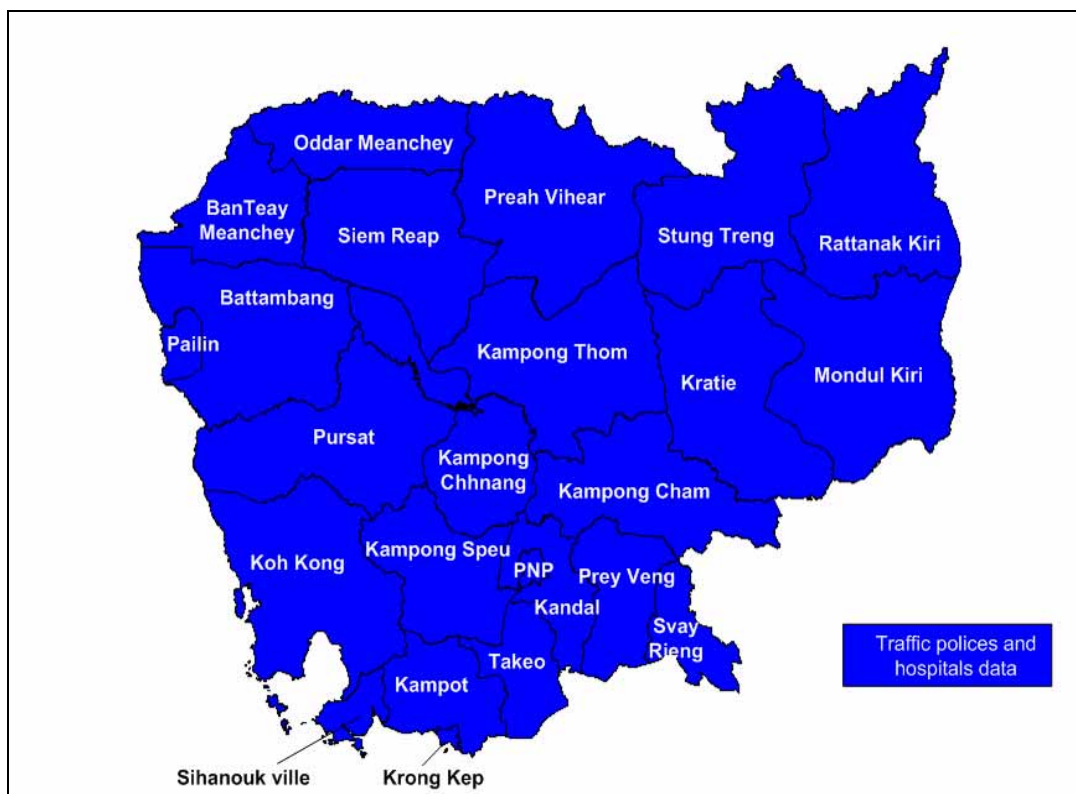 Oddar Meanchey
Preah Vihear
BanTeay
Meanchey
Siem Reap
Stung Treng
Rattanak Kiri
Battambang
Pailin
Kampong Thom
Kratie
Mondul Kiri
Pursat
Kampong
Chhnang
Kampong Cham
Koh Kong
Kampong Speu
PNP
Prey Veng
Kandal
Svay
Rieng
Takeo
Kampot
Traffic polices and
hospitals data
Sihanouk ville
Krong Kep